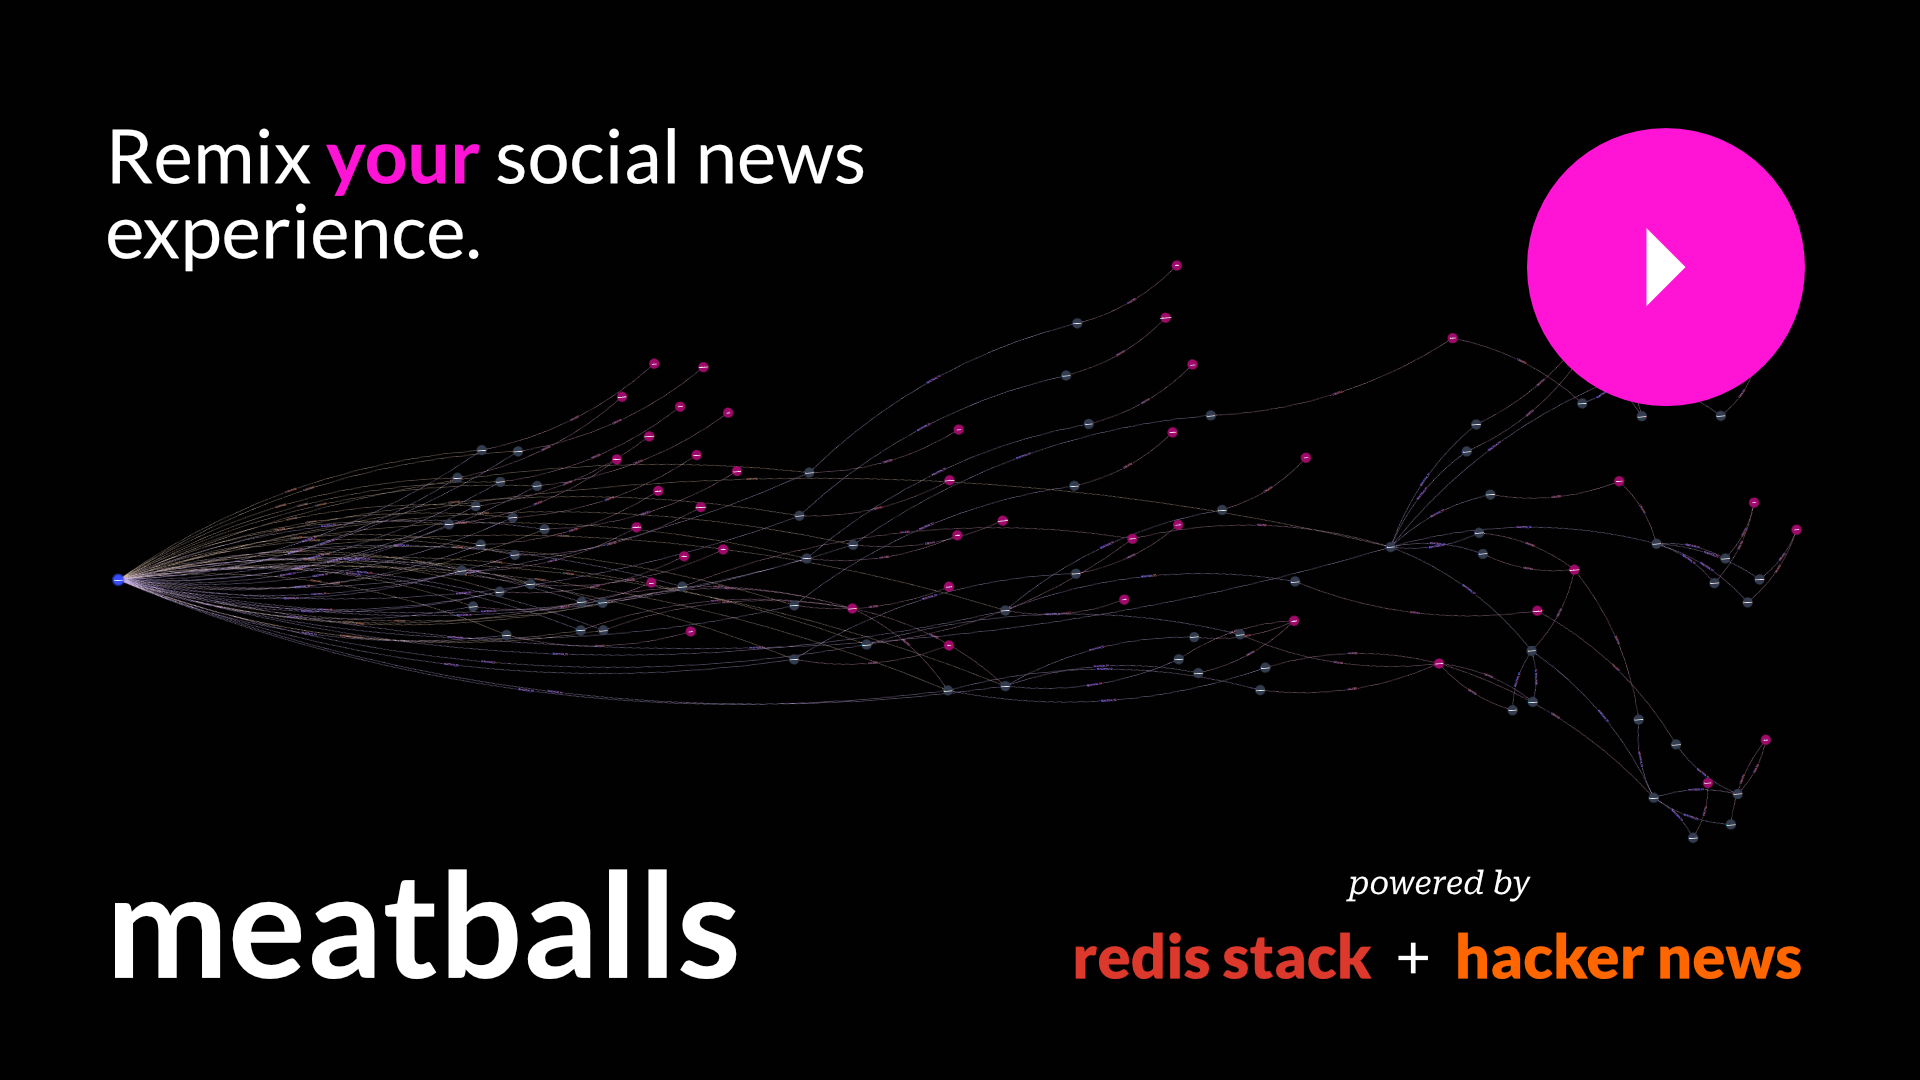 Remix your social news
experience.
meatballs
powered by
redis stack + hacker news